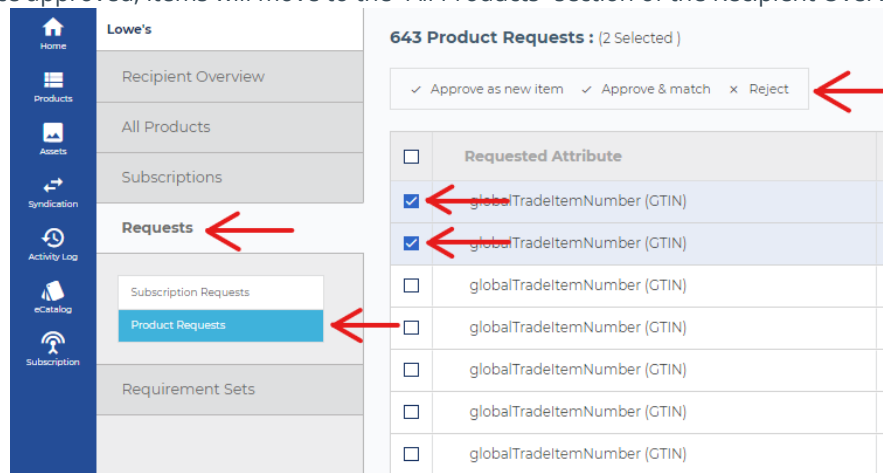 Lowe's
Home
Products
Assets
Syndication
Activity Log
eCatalog
Subscription
Recipient Overview
All Products
Subscriptions
Requests
Subscription Requests
Product Requests
Requirement Sets
643 Product Requests : (2 Selected )
Approve as new item Approve & match Reject
Requested Attribute
globalTradeItemNumber (GTIN)
globalTradeItemNumber (GTIN)
globalTradeItemNumber (GTIN)
globalTradeItemNumber (GTIN)
globalTradeItemNumber (GTIN)
globalTradeItemNumber (GTIN)
globalTradeItemNumber (GTIN)